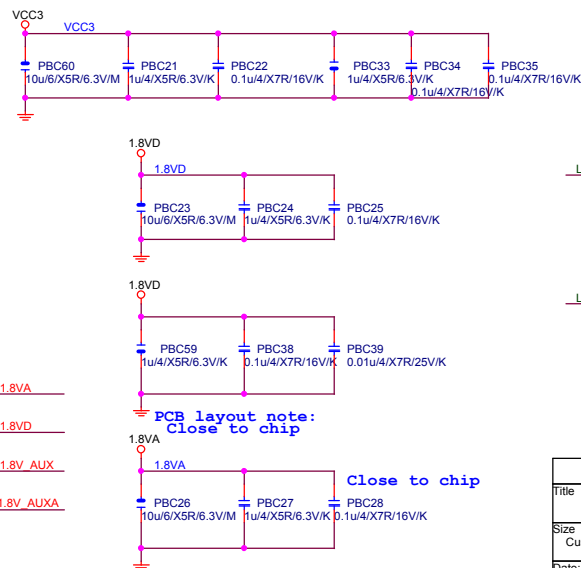 VCC3
VCC3
PBC60
10u/6/X5R/6.3V/M
PBC21
1u/4/X5R/6.3V/K
PBC22
0.1u/4/X7R/16V/K
PBC33
1u/4/X5R/6.3V/K
PBC34
0.1u/4/X7R/16V/K
PBC35
0.1u/4/X7R/16V/K
1.8VD
1.8VD
PBC23
10u/6/X5R/6.3V/M
PBC24
1u/4/X5R/6.3V/K
PBC25
0.1u/4/X7R/16V/K
L
1.8VD
L
PBC59
1u/4/X5R/6.3V/K
PBC38
0.1u/4/X7R/16V/K
PBC39
0.01u/4/X7R/25V/K
1.8VA
PCB layout note:
Close to chip
1.8VD
1.8VA
1.8VA
1.8V_AUX
Close to chip
PBC26
10u/6/X5R/6.3V/M
PBC27
1u/4/X5R/6.3V/K
PBC28
0.1u/4/X7R/16V/K
1.8V_AUXA
Title
Size
Cu
Date: